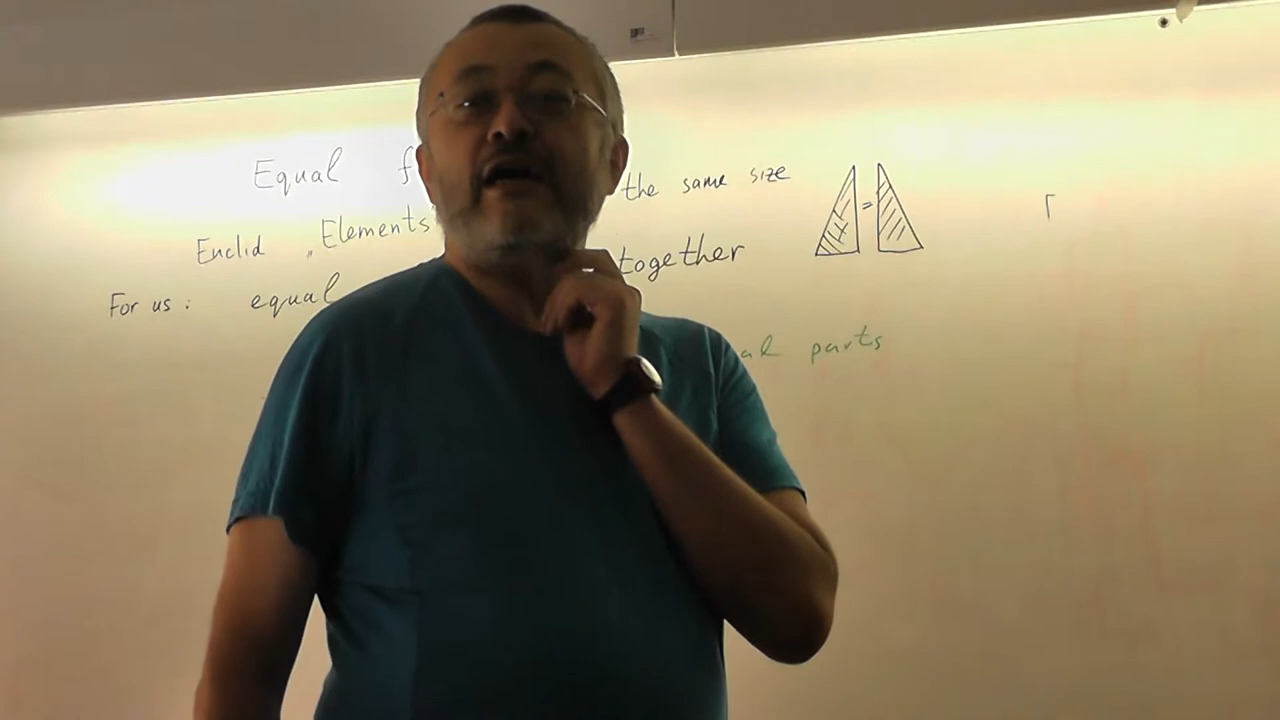 Equal f the same size
Euclid „Elements“ together
For us: equal
al parts
=